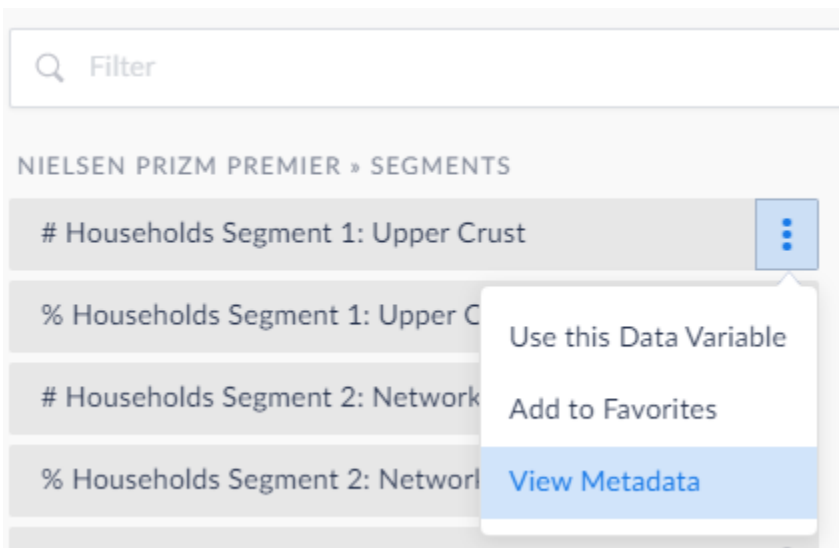 Filter
NIELSEN PRIZM PREMIER » SEGMENTS
# Households Segment 1: Upper Crust
% Households Segment 1: Upper
Use this Data Variable
# Households Segment 2: Network
Add to Favorites
% Households Segment 2:
View Metadata